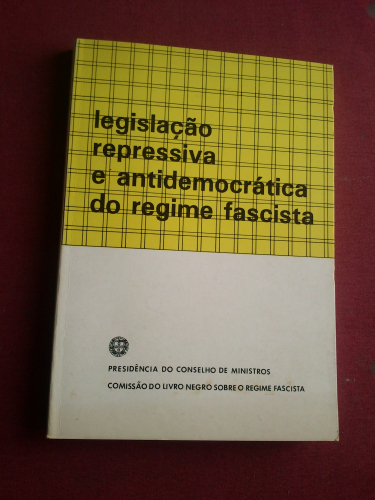 legislação
repressiva
e antidemocrática
do regime fascista
PRESIDÊNCIA DO CONSELHO DE MINISTROS
COMISSÃO DO LIVRO NEGRO SOBRE O REGIME FASCISTA